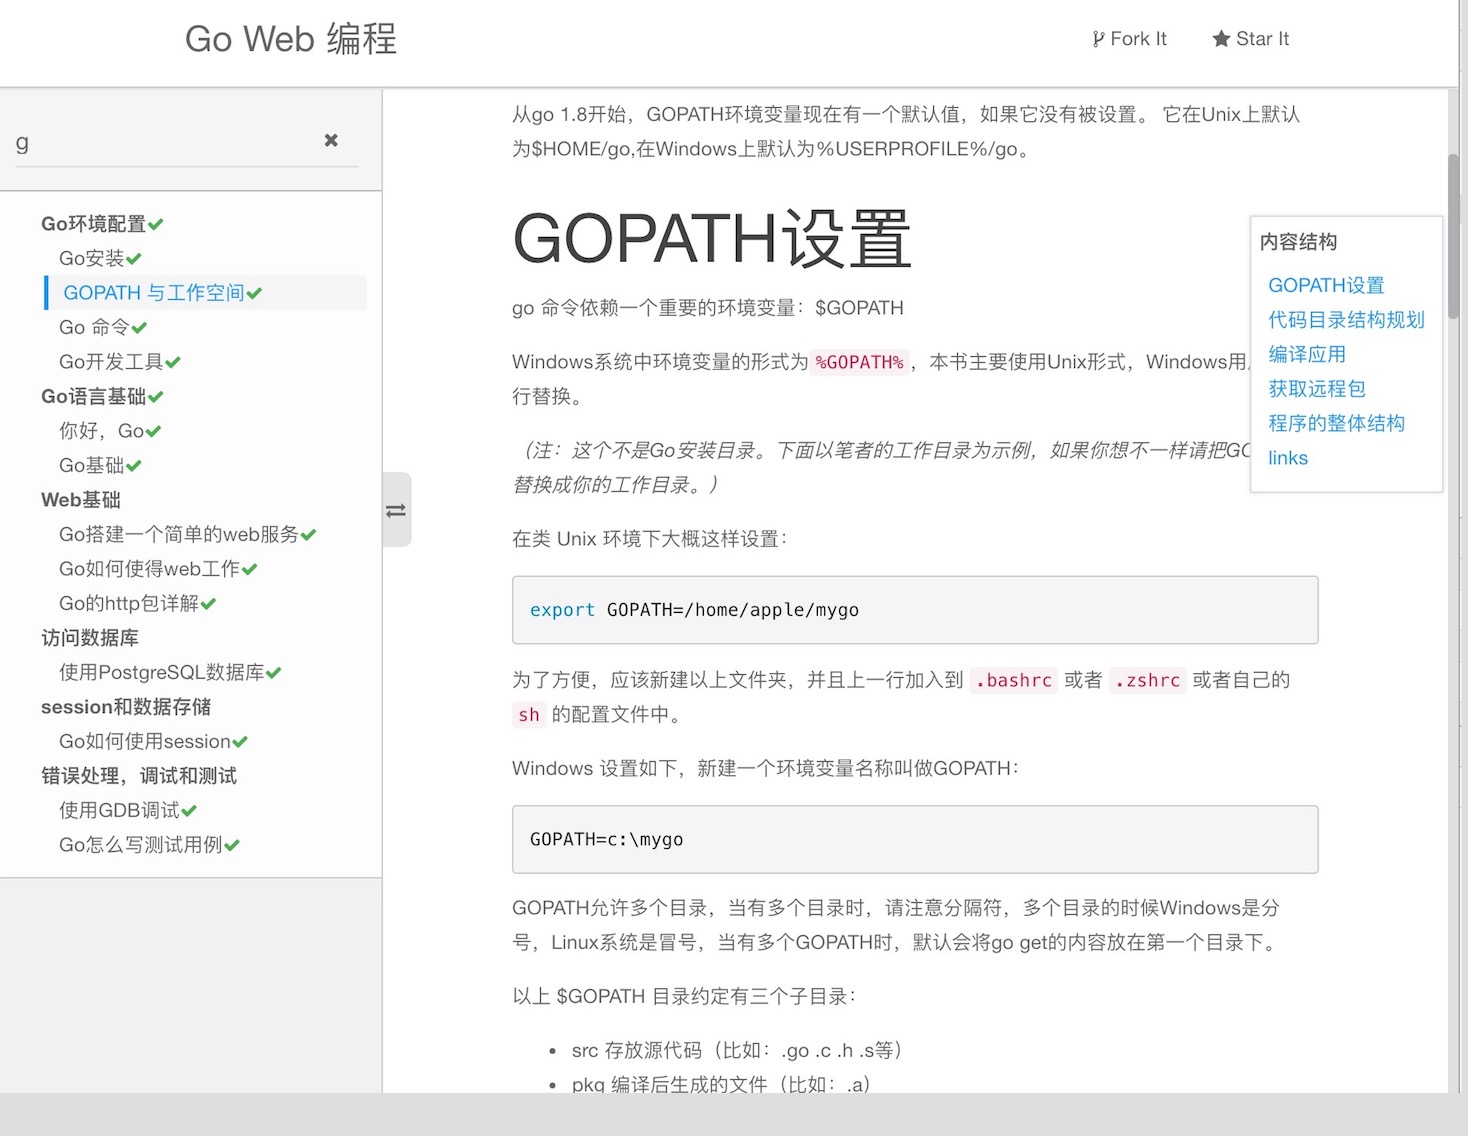 Go Web 编程
Fork It
Star It
g
Go环境配置
Go安装
GOPATH 与工作空间
Go 命令
Go开发工具
Go语言基础
你好，Go
Go基础
Web基础
Go搭建一个简单的web服务
Go如何使得web工作
Go的http包详解
访问数据库
使用PostgreSQL数据库
session和数据存储
Go如何使用session
错误处理，调试和测试
使用GDB调试
Go怎么写测试用例
从go 1.8开始，GOPATH环境变量现在有一个默认值，如果它没有被设置。 它在Unix上默认
为$HOME/go,在Windows上默认为%USERPROFILE%/go。
GOPATH设置
go 命令依赖一个重要的环境变量：$GOPATH
Windows系统中环境变量的形式为 %GOPATH% ，本书主要使用Unix形式，Windows用
行替换。
（注：这个不是Go安装目录。下面以笔者的工作目录为示例，如果你想不一样请把GO
替换成你的工作目录。）
在类 Unix 环境下大概这样设置：
export GOPATH=/home/apple/mygo
为了方便，应该新建以上文件夹，并且上一行加入到 .bashrc 或者 .zshrc 或者自己的
sh 的配置文件中。
Windows 设置如下，新建一个环境变量名称叫做GOPATH：
GOPATH=c:\mygo
GOPATH允许多个目录，当有多个目录时，请注意分隔符，多个目录的时候Windows是分
号，Linux系统是冒号，当有多个GOPATH时，默认会将go get的内容放在第一个目录下。
以上 $GOPATH 目录约定有三个子目录：
• src 存放源代码（比如：.go .c .h .s等）
• pkg 编译后生成的文件（比如：.a）
内容结构
GOPATH设置
代码目录结构规划
编译应用
获取远程包
程序的整体结构
links